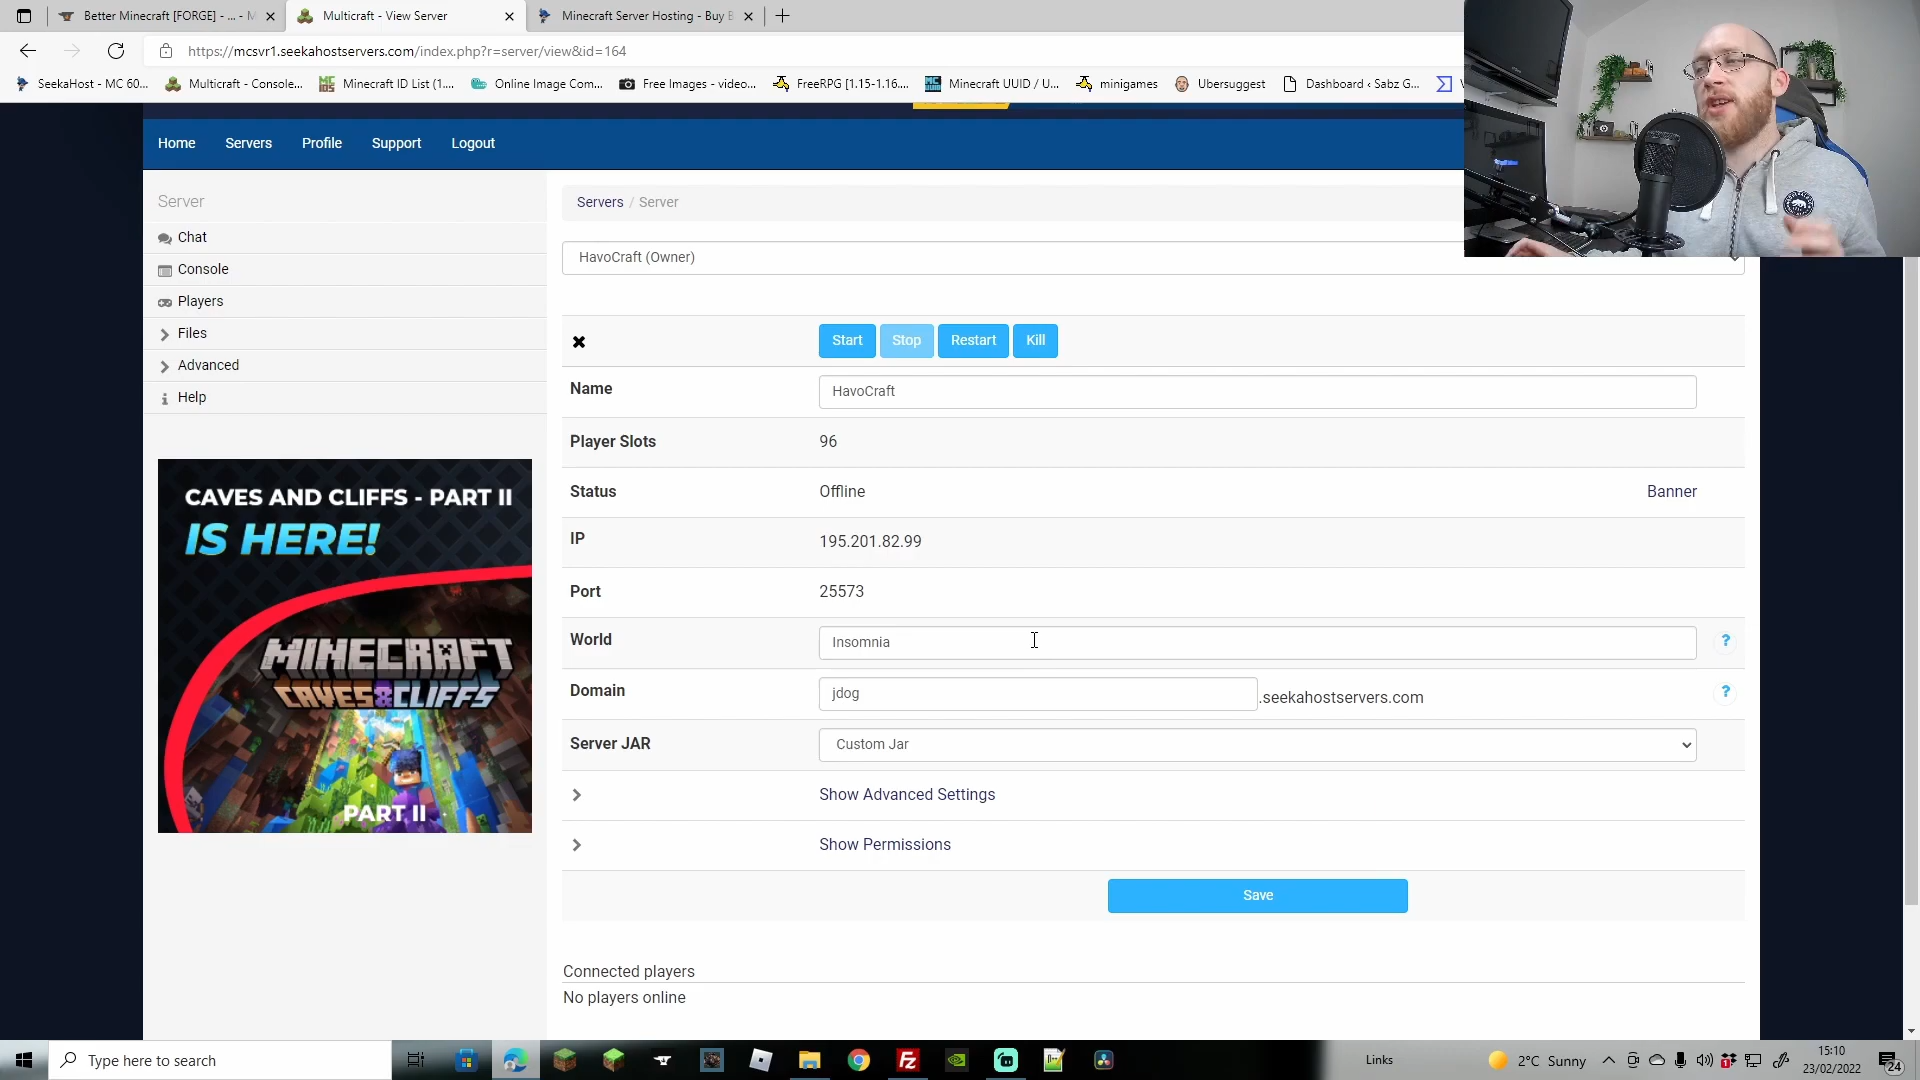 Better Minecraft [FORGE] - ... - M
Multicraft - View Server
Minecraft Server Hosting - Buy B
https://mcsvr1.seekahostservers.com/index.php?r=server/view&id=164
SeekaHost - MC 60...
Multicraft - Console...
Minecraft ID List (1....
Online Image Com...
Free Images - video...
FreeRPG [1.15-1.16....
Minecraft UUID / U...
minigames
Ubersuggest
Dashboard ‹ Sabz G...
Home
Servers
Profile
Support
Logout
Server
Chat
Console
Players
Files
Advanced
Help
CAVES AND CLIFFS - PART II
IS HERE!
MINECRAFT
CAVES & CLIFFS
PART II
Servers / Server
HavoCraft (Owner)
Start
Stop
Restart
Kill
Name
HavoCraft
Player Slots
96
Status
Offline
Banner
IP
195.201.82.99
Port
25573
World
Insomnia
?
Domain
jdog
.seekahostservers.com
?
Server JAR
Custom Jar
Show Advanced Settings
Show Permissions
Save
Connected players
No players online
Type here to search
Links
2°C Sunny
15:10
23/02/2022
24